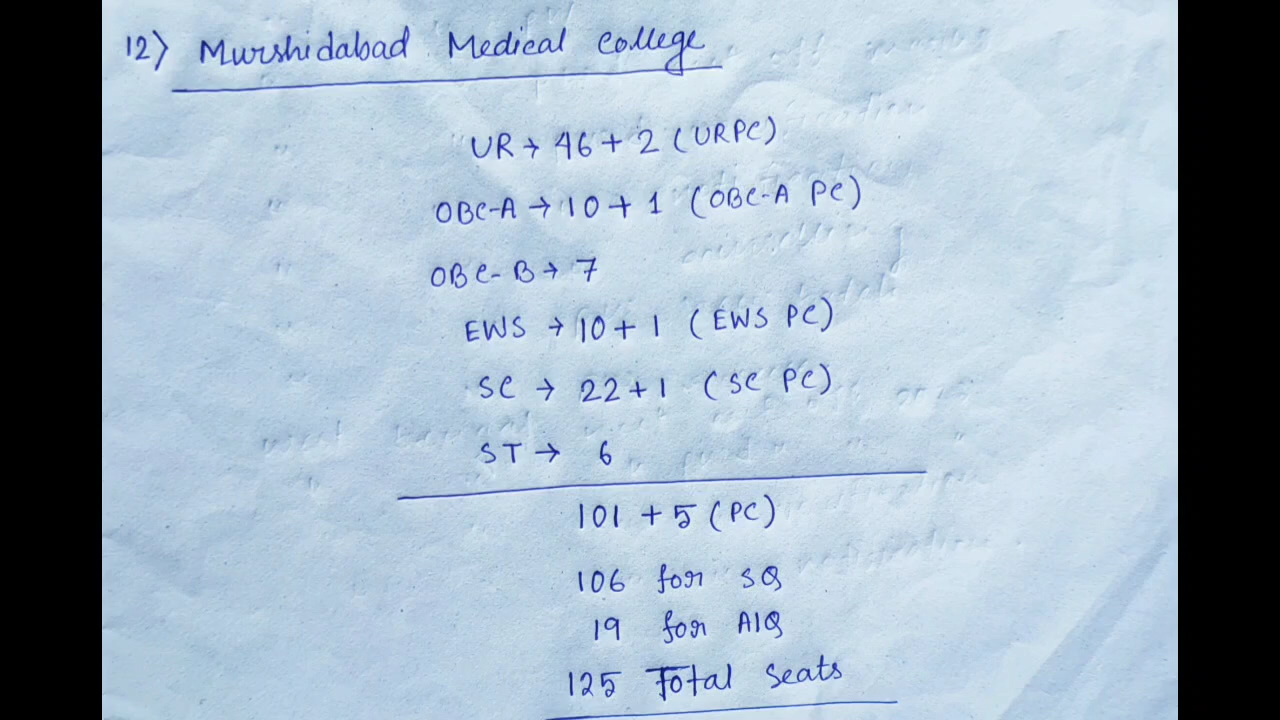 12) Murshidabad Medical College
UR → 46 + 2 (URPC)
OBC-A → 10 + 1 (OBC-A PC)
OBC-B → 7
EWS → 10 + 1 (EWS PC)
SC → 22 + 1 (SC PC)
ST → 6
101 + 5 (PC)
106 for SQ
19 for AIQ
125 Total Seats